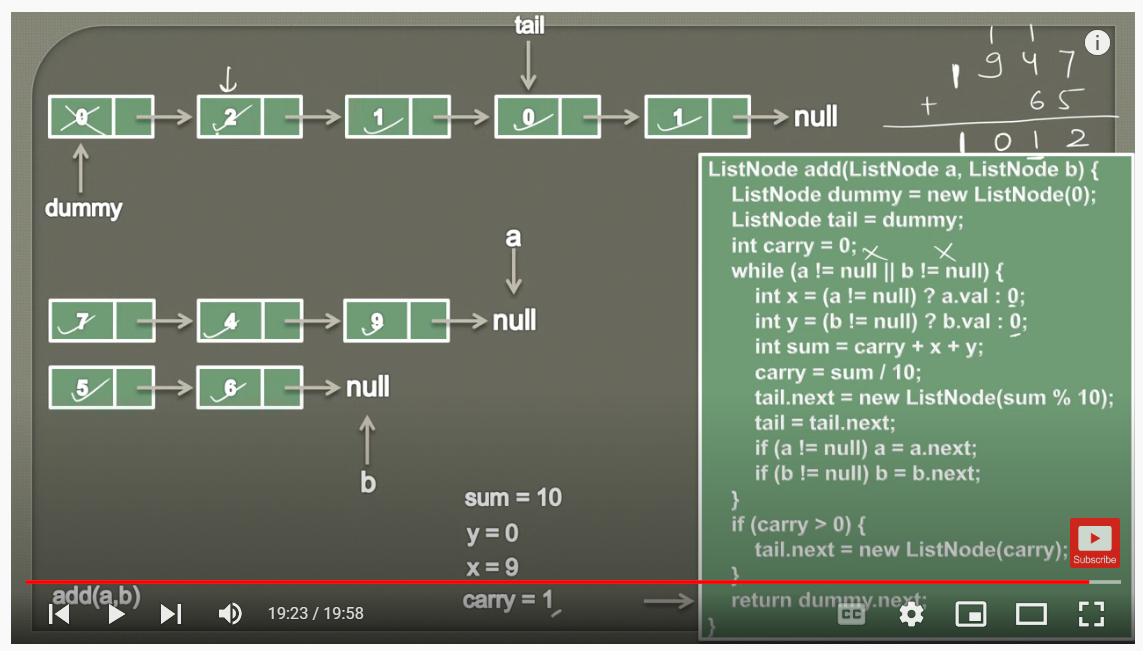 tail
0 2 1 0 1 null
dummy
1 1
1 9 4 7
+ 6 5
1 0 1 2
a
7 4 9 null
5 6 null
b
sum = 10
y = 0
x = 9
carry = 1
add(a,b)
ListNode add(ListNode a, ListNode b) {
ListNode dummy = new ListNode(0);
ListNode tail = dummy;
int carry = 0;
while (a != null || b != null) {
int x = (a != null) ? a.val : 0;
int y = (b != null) ? b.val : 0;
int sum = carry + x + y;
carry = sum / 10;
tail.next = new ListNode(sum % 10);
tail = tail.next;
if (a != null) a = a.next;
if (b != null) b = b.next;
}
if (carry > 0) {
tail.next = new ListNode(carry);
}
return dummy.next;
}
Subscribe
19:23 / 19:58
CC
i